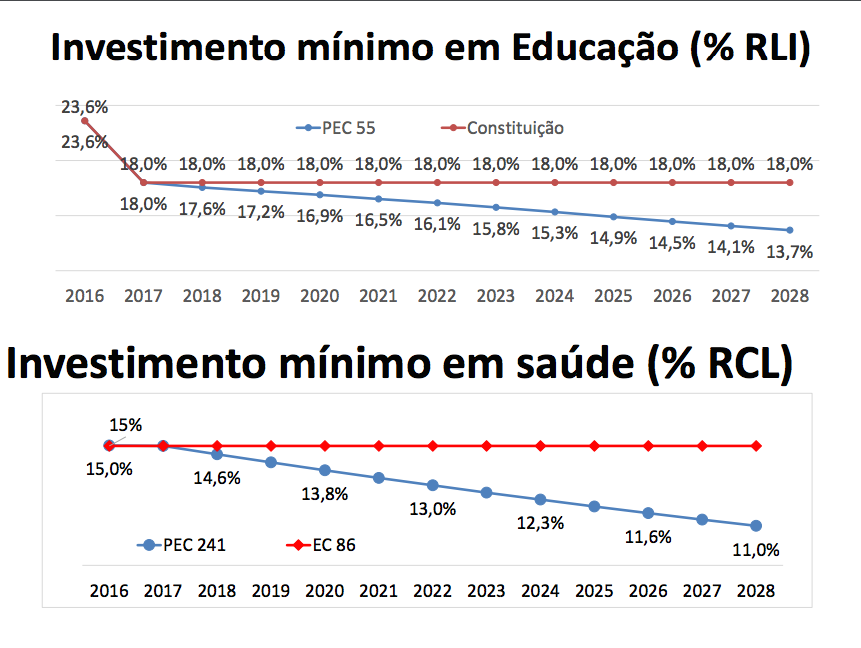 Investimento mínimo em Educação (% RLI)
23,6%
PEC 55 Constituição
23,6%
18,0% 18,0% 18,0% 18,0% 18,0% 18,0% 18,0% 18,0% 18,0% 18,0% 18,0% 18,0%
18,0% 17,6% 17,2% 16,9% 16,5% 16,1% 15,8% 15,3% 14,9% 14,5% 14,1% 13,7%
2016 2017 2018 2019 2020 2021 2022 2023 2024 2025 2026 2027 2028
Investimento mínimo em saúde (% RCL)
15%
15,0% 14,6% 13,8% 13,0% 12,3% 11,6% 11,0%
PEC 241 EC 86
2016 2017 2018 2019 2020 2021 2022 2023 2024 2025 2026 2027 2028